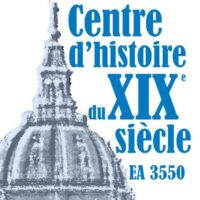 Centre
d'histoire
du XIXe
siècle
EA 3550